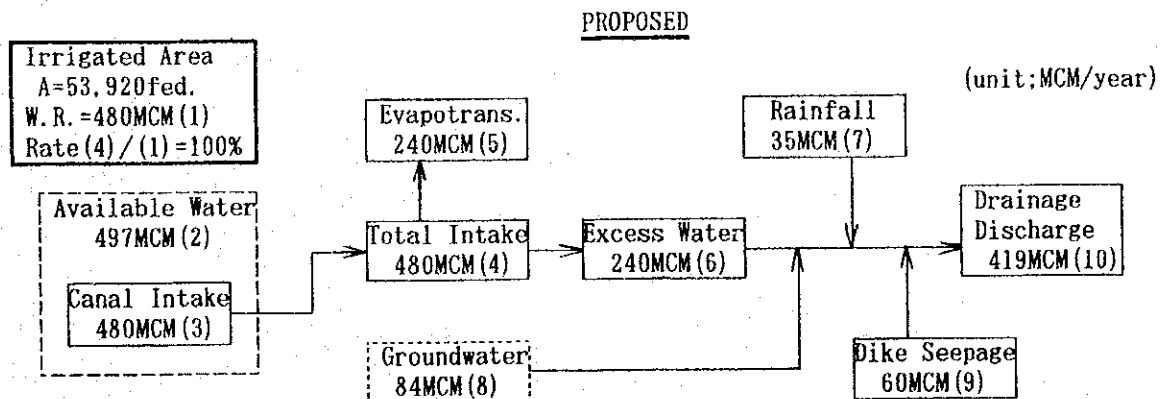 PROPOSED
Irrigated Area
A=53,920fed.
W.R.=480MCM(1)
Rate(4)/(1)=100%
(unit;MCM/year)
Evapotrans.
240MCM(5)
Rainfall
35MCM(7)
Available Water
497MCM(2)
Canal Intake
480MCM(3)
Total Intake
480MCM(4)
Excess Water
240MCM(6)
Drainage
Discharge
419MCM(10)
Groundwater
84MCM(8)
Dike Seepage
60MCM(9)